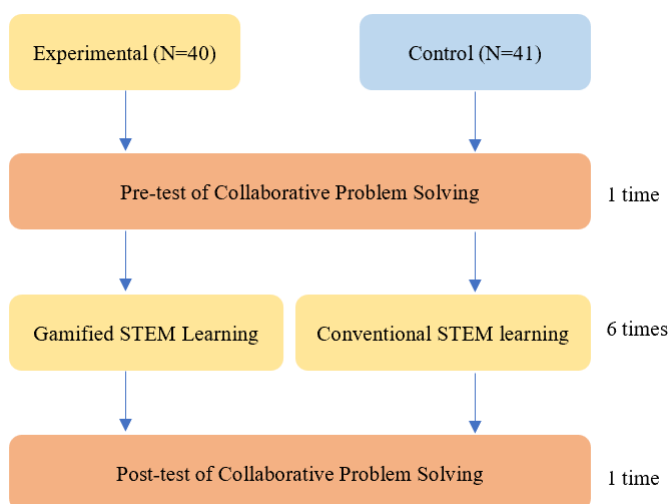 Experimental (N=40)
Control (N=41)
Pre-test of Collaborative Problem Solving
1 time
Gamified STEM Learning
Conventional STEM learning
6 times
Post-test of Collaborative Problem Solving
1 time